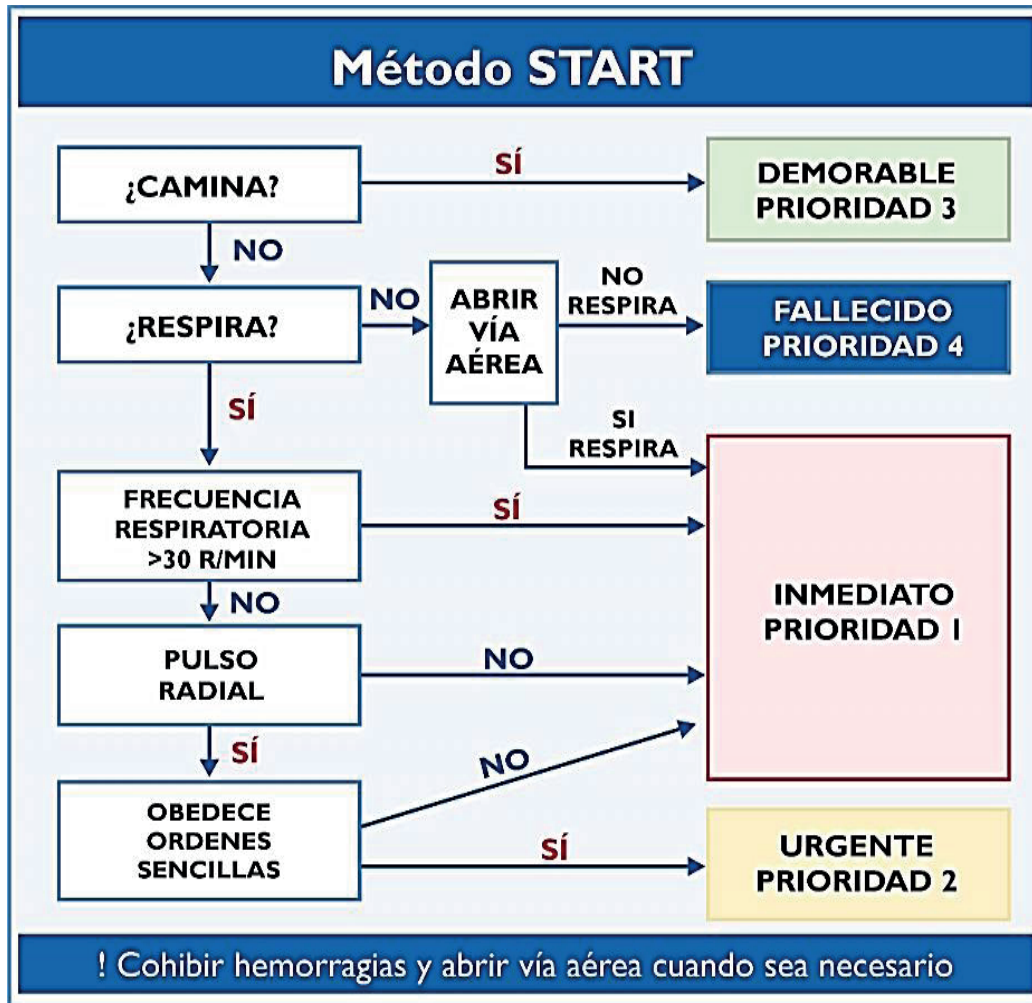 Método START
¿CAMINA?
SÍ
DEMORABLE
PRIORIDAD 3
NO
¿RESPIRA?
NO
ABRIR
VÍA
AÉREA
NO
RESPIRA
FALLECIDO
PRIORIDAD 4
SÍ
SI
RESPIRA
FRECUENCIA
RESPIRATORIA
>30 R/MIN
SÍ
INMEDIATO
PRIORIDAD 1
NO
PULSO
RADIAL
NO
SÍ
OBEDECE
ORDENES
SENCILLAS
NO
SÍ
URGENTE
PRIORIDAD 2
! Cohibir hemorragias y abrir vía aérea cuando sea necesario